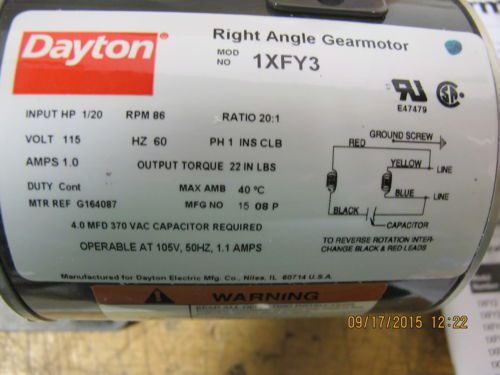 Dayton
Right Angle Gearmotor
MOD NO 1XFY3
E47479
INPUT HP 1/20 RPM 86 RATIO 20:1
VOLT 115 HZ 60 PH 1 INS CLB
AMPS 1.0 OUTPUT TORQUE 22 IN LBS
DUTY Cont MAX AMB 40 °C
MTR REF G164087 MFG NO 15 08 P
4.0 MFD 370 VAC CAPACITOR REQUIRED
OPERABLE AT 105V, 50HZ, 1.1 AMPS
GROUND SCREW
RED
YELLOW
LINE
BLUE
LINE
BLACK
CAPACITOR
TO REVERSE ROTATION INTER-
CHANGE BLACK & RED LEADS
Manufactured for Dayton Electric Mfg. Co., Niles, IL 60714 U.S.A.
WARNING
09/17/2015 12:22